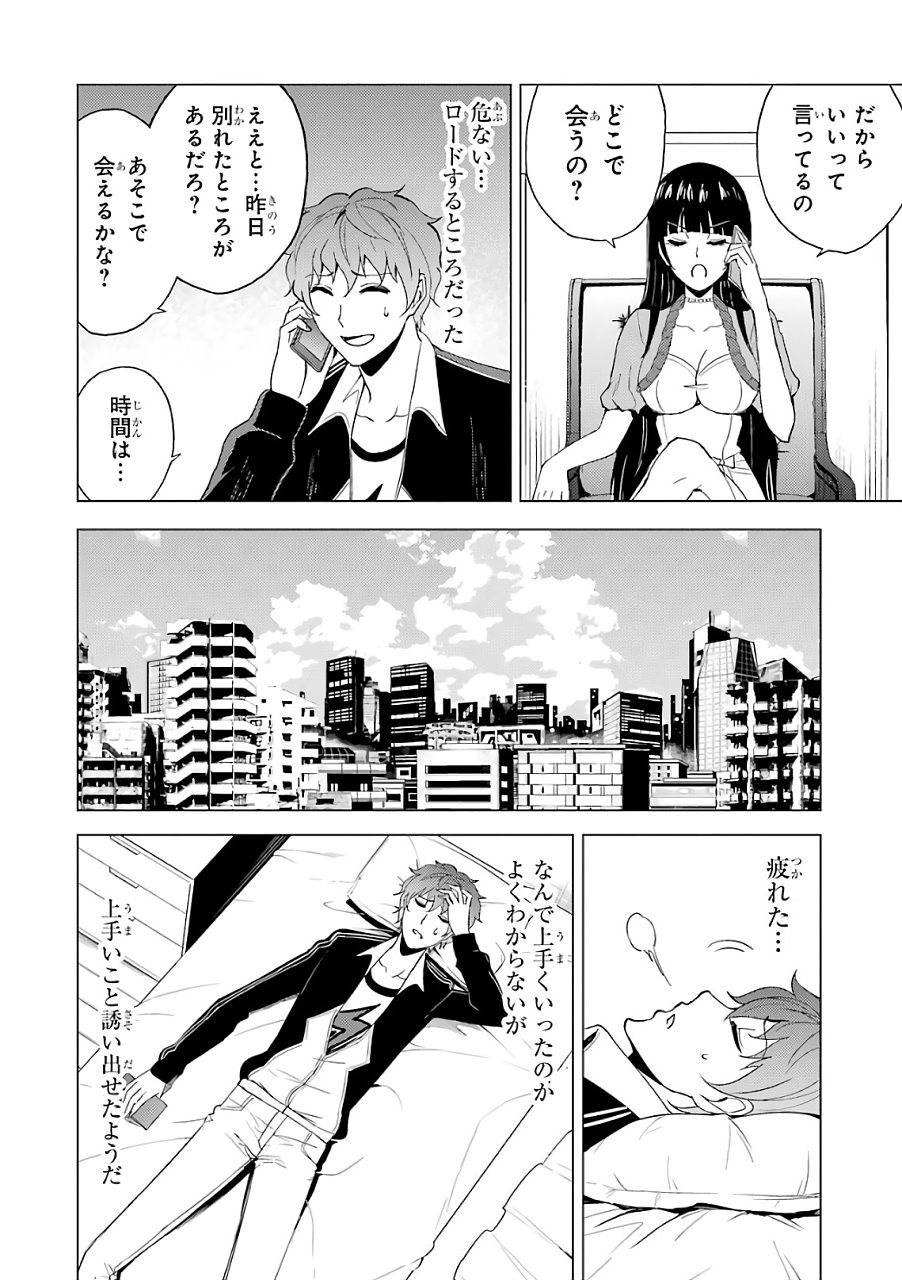 だから
いいって
言ってるの
どこで
会うの?
危ない…
ロードするところだった
ええと…昨日
別れたところが
あるだろ?
あそこで
会えるかな?
時間は…
疲れた…
なんで上手くいったのか
よくわからないが
上手いこと誘い出せたようだ